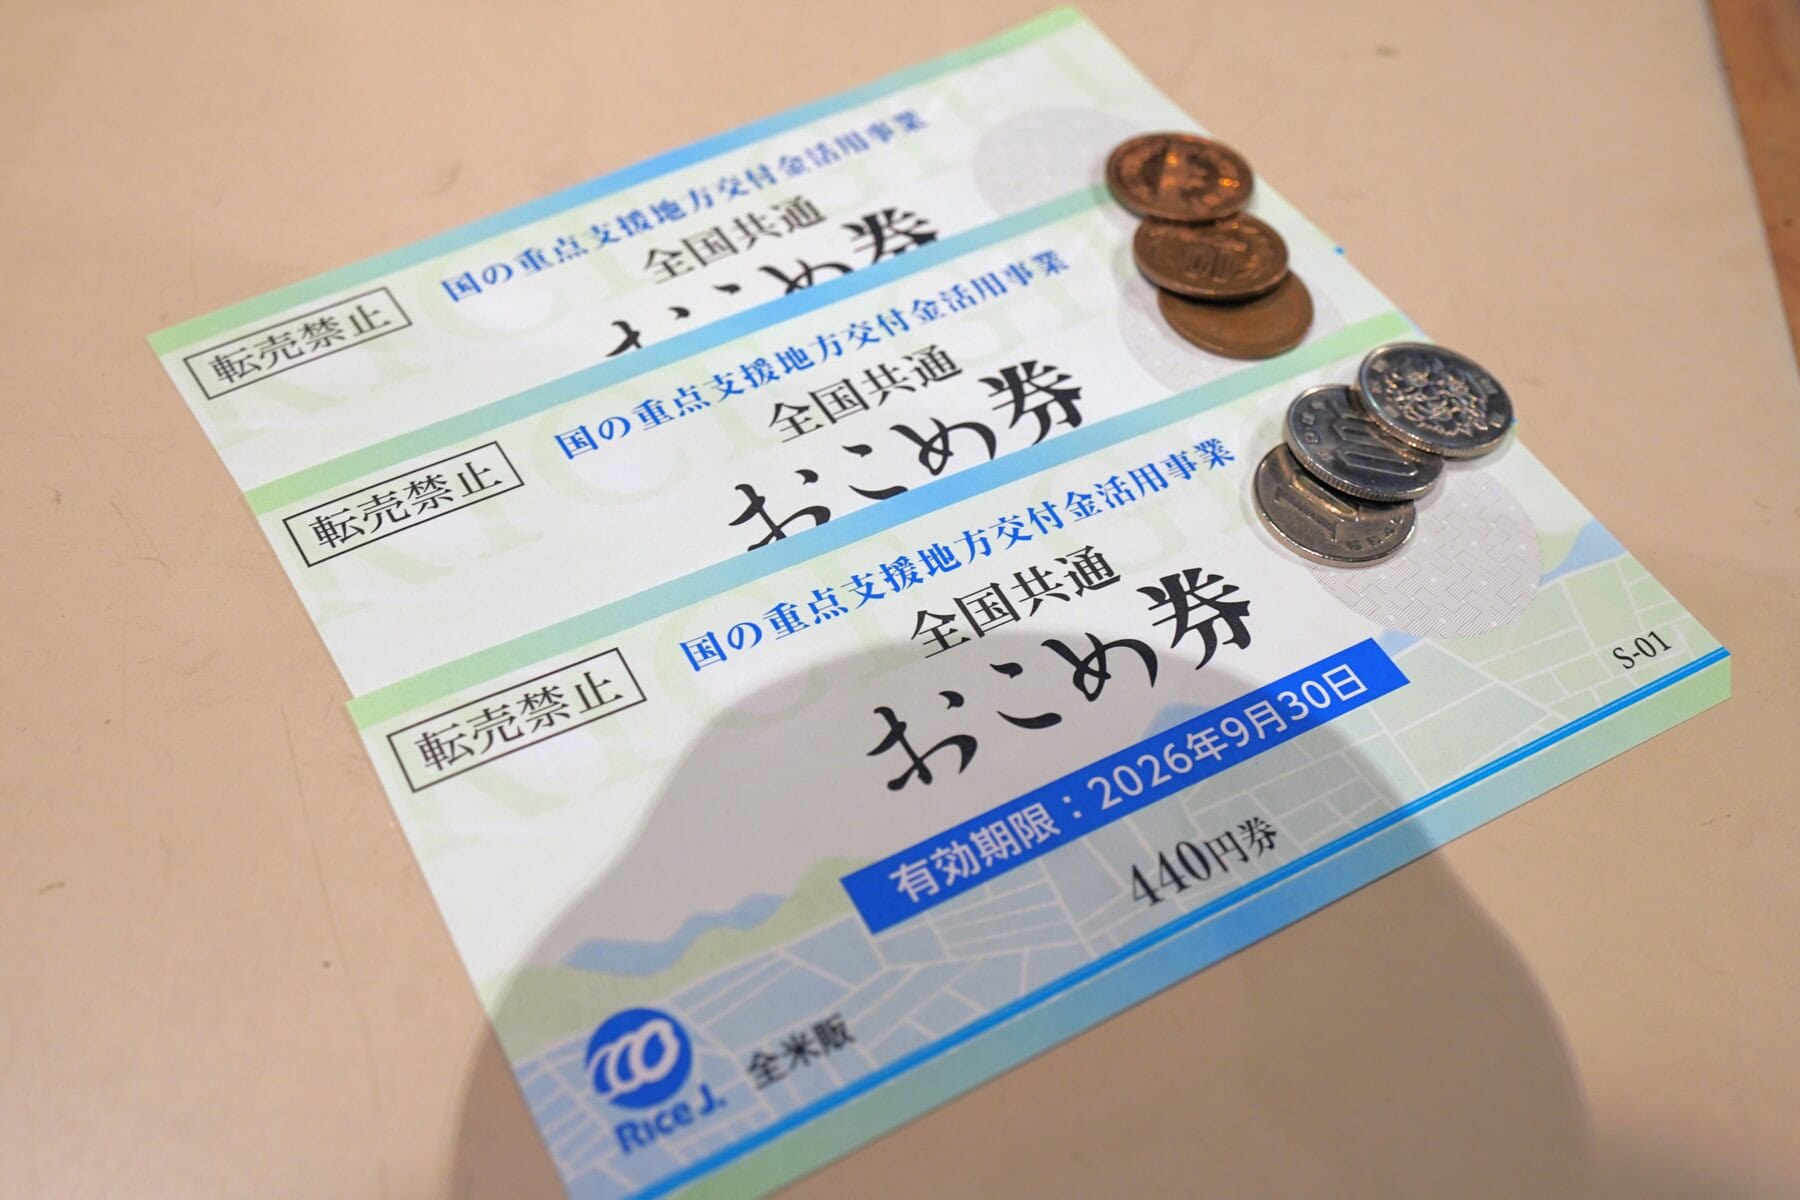 国の重点支援地方交付金活用事業
全国共通
転売禁止
おこめ券
国の重点支援地方交付金活用事業
全国共通
転売禁止
おこめ券
国の重点支援地方交付金活用事業
全国共通
転売禁止
おこめ券
有効期限：2026年9月30日
S-01
440円券
Rice J.
全米販
100